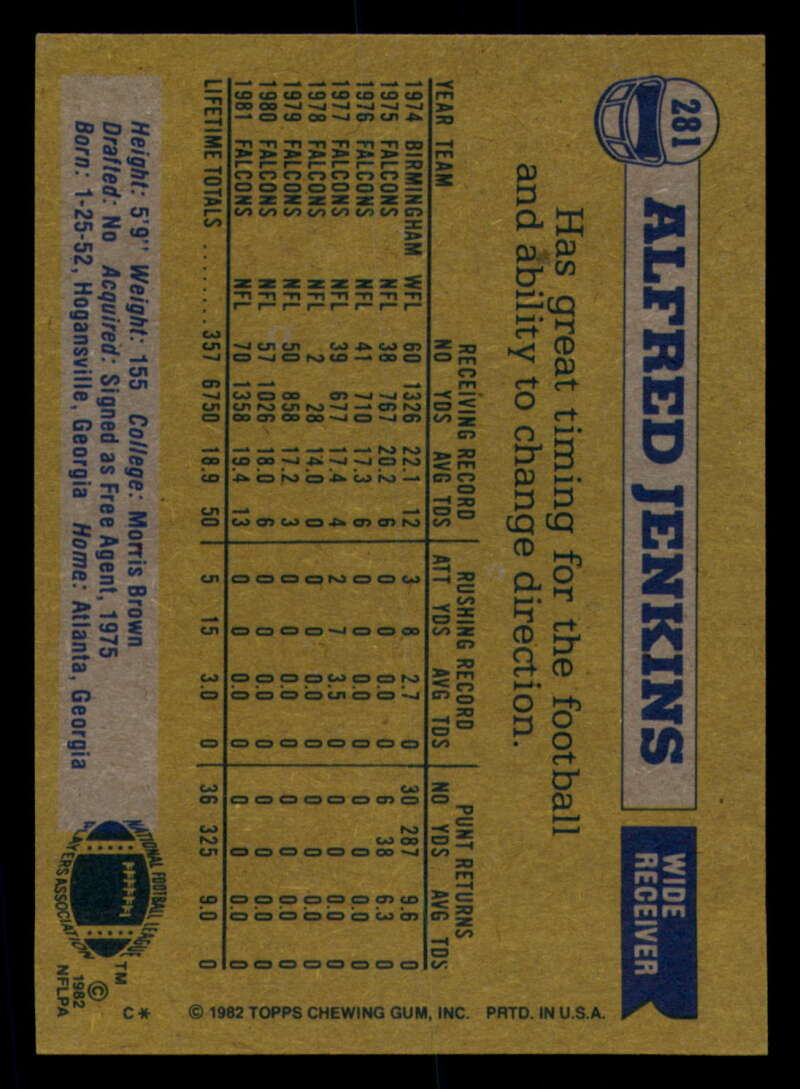 281
ALFRED JENKINS
WIDE
RECEIVER
Has great timing for the football
and ability to change direction.
RECEIVING RECORD RUSHING RECORD PUNT RETURNS
YEAR TEAM NO YDS AVG TDS ATT YDS AVG TDS NO YDS AVG TDS
1974 BIRMINGHAM WFL 60 1326 22.1 12 3 8 2.7 0 30 287 9.6 0
1975 FALCONS NFL 38 767 20.2 6 0 0 0.0 0 6 38 6.3 0
1976 FALCONS NFL 41 710 17.3 6 0 0 0.0 0 0 0 0.0 0
1977 FALCONS NFL 39 677 17.4 4 2 7 3.5 0 0 0 0.0 0
1978 FALCONS NFL 2 28 14.0 0 0 0 0.0 0 0 0 0.0 0
1979 FALCONS NFL 50 858 17.2 3 0 0 0.0 0 0 0 0.0 0
1980 FALCONS NFL 57 1026 18.0 6 0 0 0.0 0 0 0 0.0 0
1981 FALCONS NFL 70 1358 19.4 13 0 0 0.0 0 0 0 0.0 0
LIFETIME TOTALS ........ 357 6750 18.9 50 5 15 3.0 0 36 325 9.0 0
Height: 5'9" Weight: 155 College: Morris Brown
Drafted: No Acquired: Signed as Free Agent, 1975
Born: 1-25-52, Hogansville, Georgia Home: Atlanta, Georgia
NATIONAL FOOTBALL LEAGUE
PLAYERS ASSOCIATION
TM
© 1982
NFLPA
C*
© 1982 TOPPS CHEWING GUM, INC. PRTD. IN U.S.A.